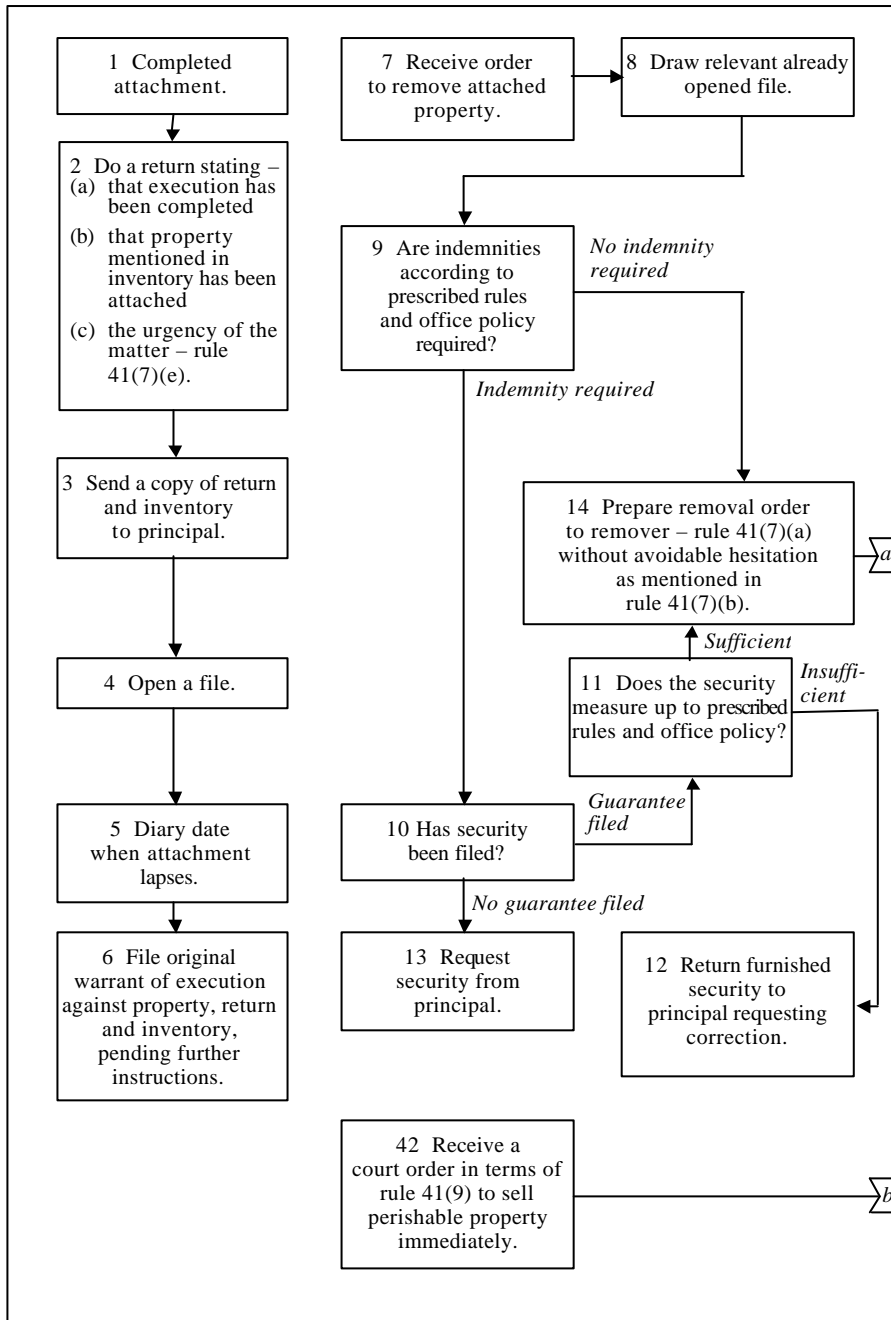 1 Completed
attachment.
2 Do a return stating –
(a) that execution has
been completed
(b) that property
mentioned in
inventory has been
attached
(c) the urgency of the
matter – rule
41(7)(e).
3 Send a copy of return
and inventory
to principal.
4 Open a file.
5 Diary date
when attachment
lapses.
6 File original
warrant of execution
against property, return
and inventory,
pending further
instructions.
7 Receive order
to remove attached
property.
8 Draw relevant already
opened file.
9 Are indemnities
according to
prescribed rules
and office policy
required?
No indemnity
required
Indemnity required
14 Prepare removal order
to remover – rule 41(7)(a)
without avoidable hesitation
as mentioned in
rule 41(7)(b).
a
Sufficient
11 Does the security
measure up to prescribed
rules and office policy?
Insuffi-
cient
10 Has security
been filed?
Guarantee
filed
No guarantee filed
13 Request
security from
principal.
12 Return furnished
security to
principal requesting
correction.
42 Receive a
court order in terms of
rule 41(9) to sell
perishable property
immediately.
b